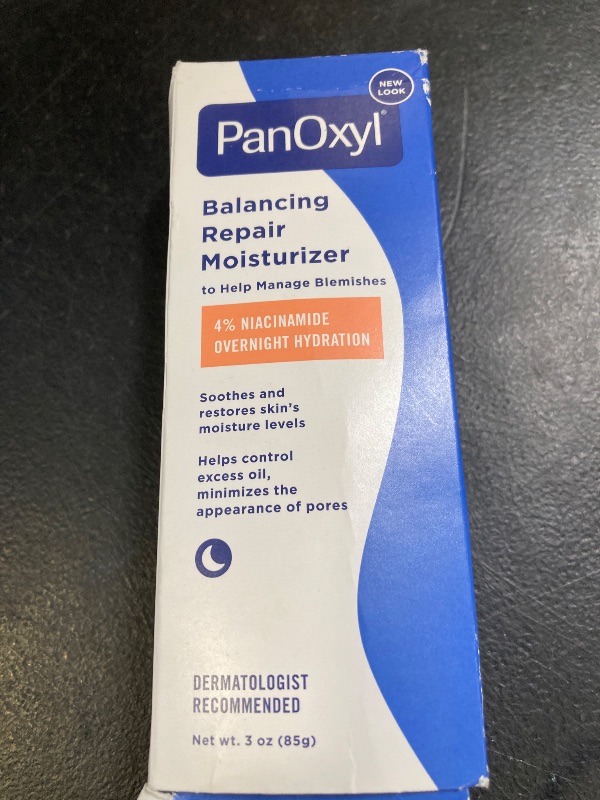 NEW
LOOK
PanOxyl®
Balancing
Repair
Moisturizer
to Help Manage Blemishes
4% NIACINAMIDE
OVERNIGHT HYDRATION
Soothes and
restores skin's
moisture levels
Helps control
excess oil,
minimizes the
appearance of pores
DERMATOLOGIST
RECOMMENDED
Net wt. 3 oz (85g)